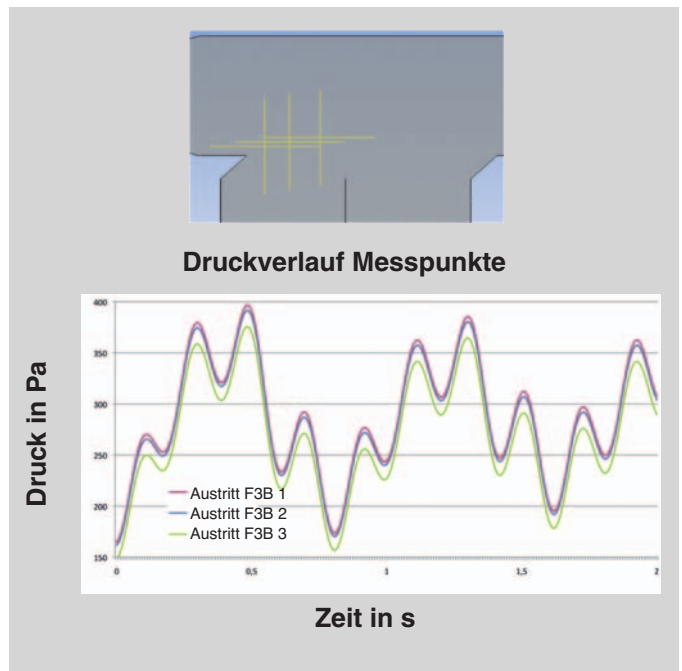 Druckverlauf Messpunkte
Druck in Pa
400
350
300
250
200
150
Austritt F3B 1
Austritt F3B 2
Austritt F3B 3
0
0,5
1
1,5
2
Zeit in s